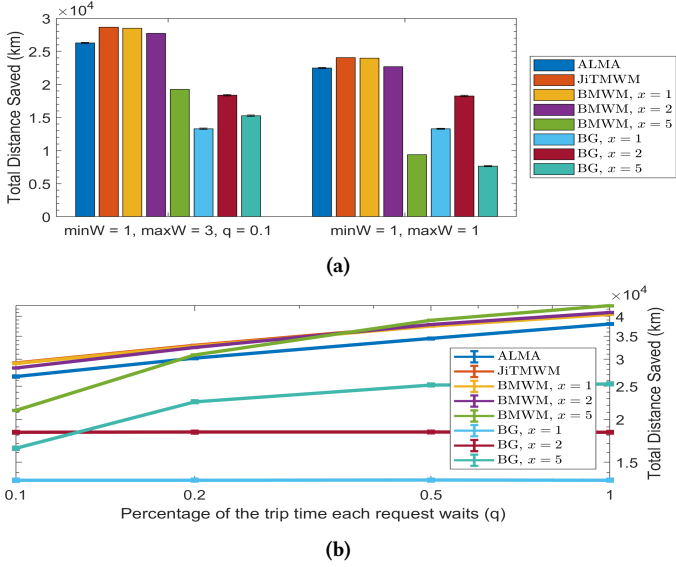 ×10⁴
3
2.5
2
1.5
1
0.5
0
Total Distance Saved (km)
minW = 1, maxW = 3, q = 0.1
minW = 1, maxW = 1
ALMA
JiTMWM
BMWM, x = 1
BMWM, x = 2
BMWM, x = 5
BG, x = 1
BG, x = 2
BG, x = 5
(a)
×10⁴
4
3.5
3
2.5
2
1.5
Total Distance Saved (km)
ALMA
JiTMWM
BMWM, x = 1
BMWM, x = 2
BMWM, x = 5
BG, x = 1
BG, x = 2
BG, x = 5
0.1
0.2
0.5
1
Percentage of the trip time each request waits (q)
(b)